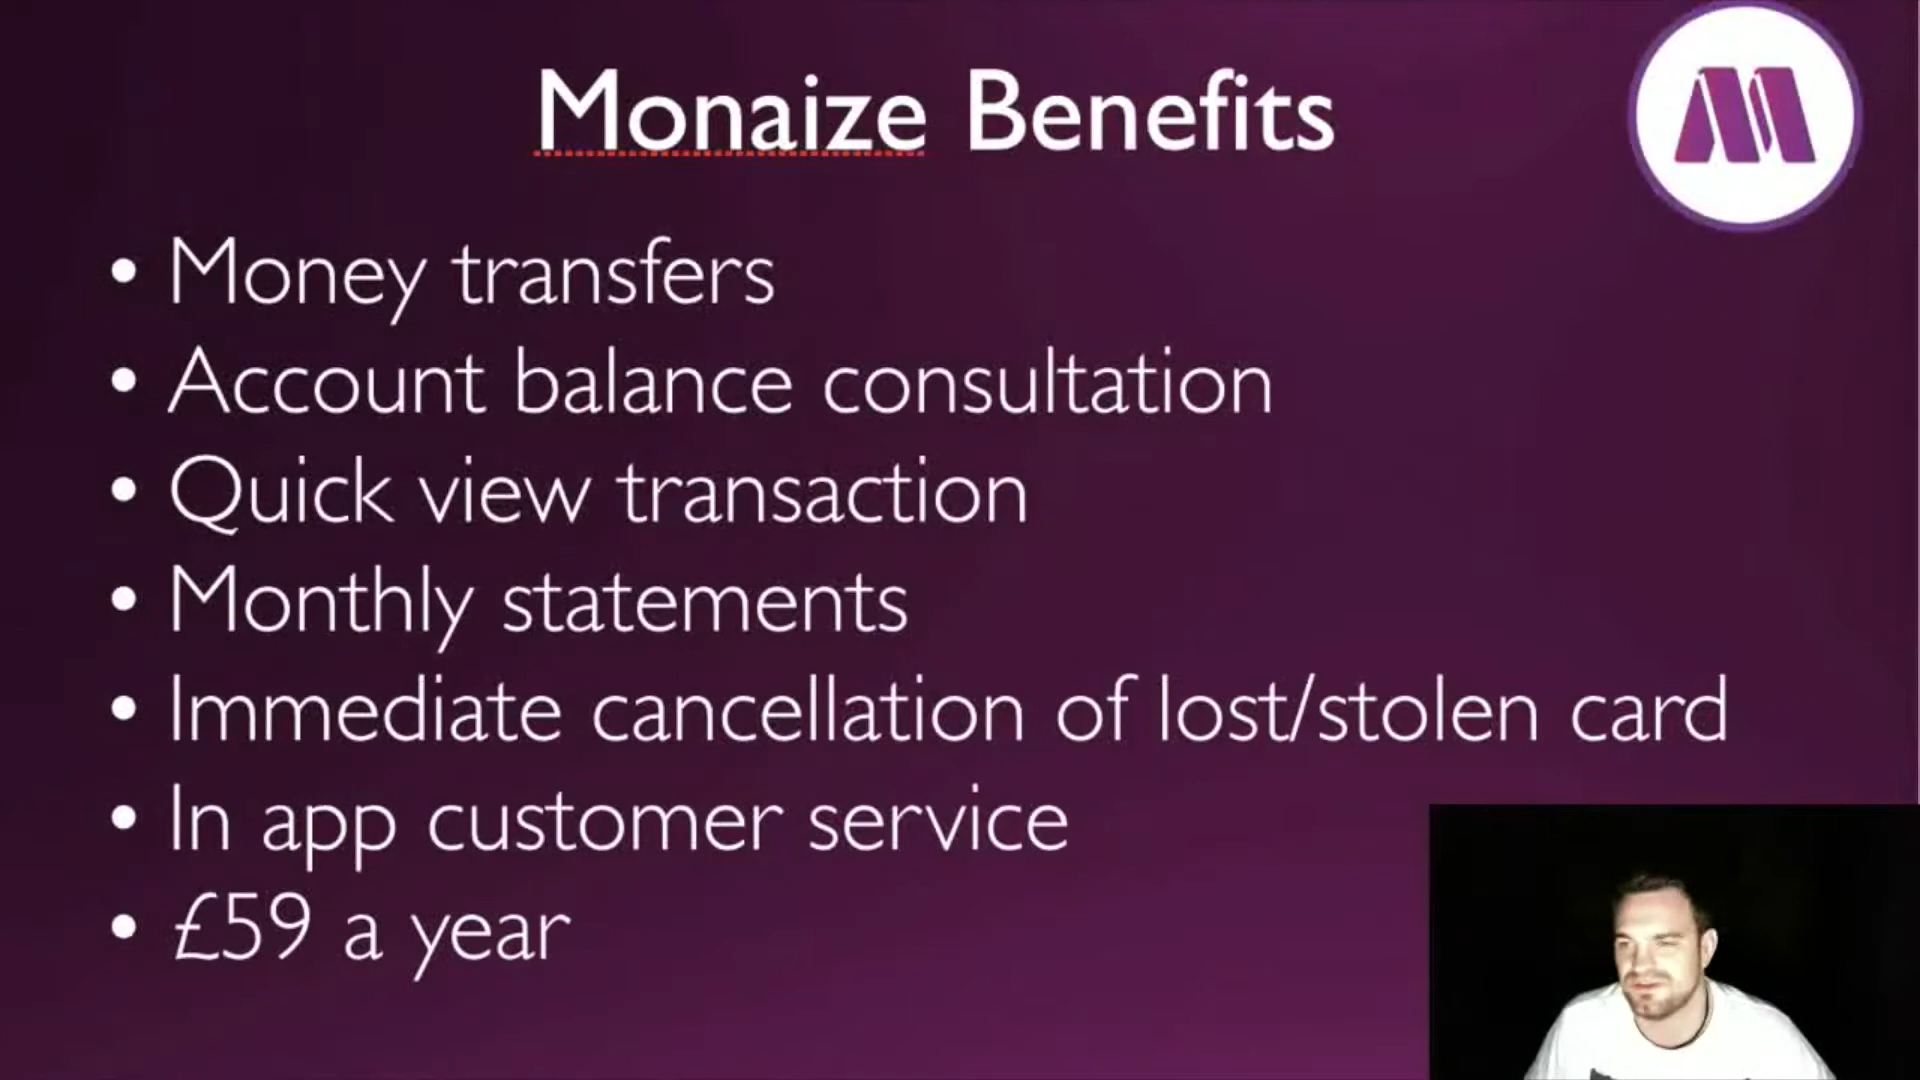 Monaize Benefits
• Money transfers
• Account balance consultation
• Quick view transaction
• Monthly statements
• Immediate cancellation of lost/stolen card
• In app customer service
• £59 a year